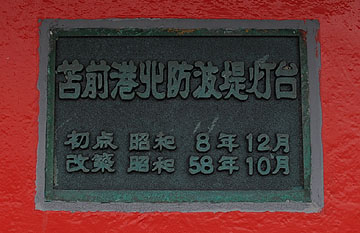 苫前港北防波堤灯台
初点 昭和 8年12月
改築 昭和 58年10月